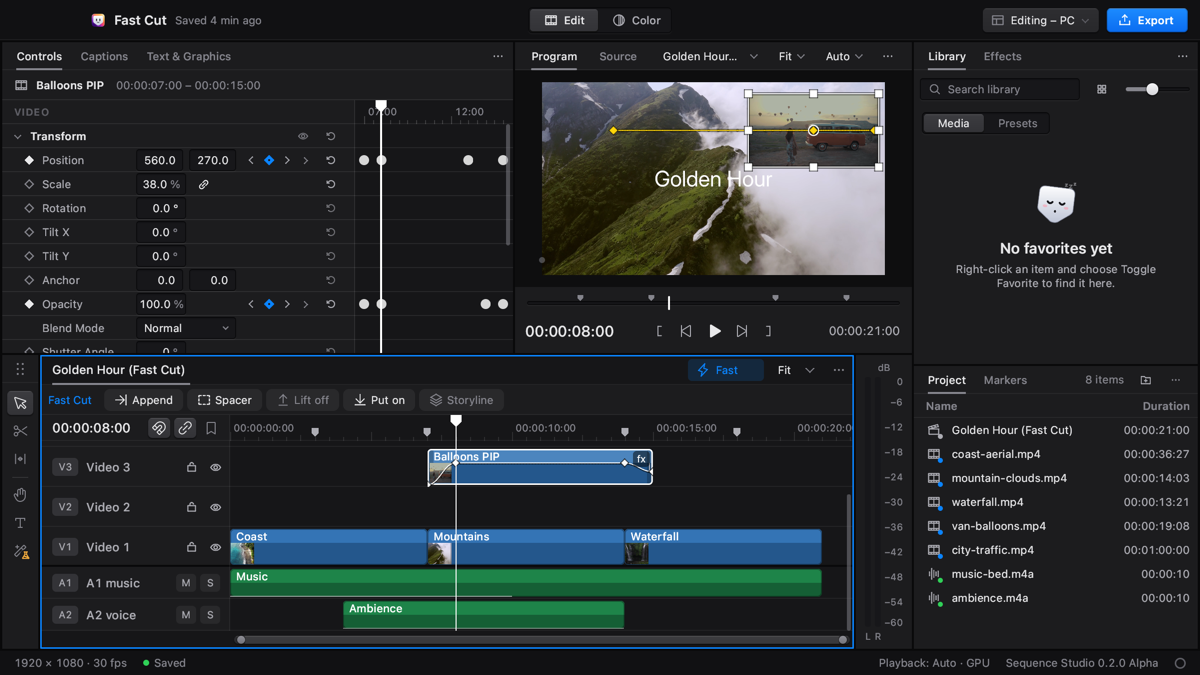 Fast Cut Saved 4 min ago Edit Color Editing – PC Export
Controls Captions Text & Graphics
Balloons PIP 00:00:07:00 – 00:00:15:00
VIDEO 12:00
Transform
Position 560.0 270.0
Scale 38.0 %
Rotation 0.0 °
Tilt X 0.0 °
Tilt Y 0.0 °
Anchor 0.0 0.0
Opacity 100.0 %
Blend Mode Normal
Shutter Angle
Program Source Golden Hour... Fit Auto
Golden Hour
00:00:08:00 00:00:21:00
Library Effects
Search library
Media Presets
No favorites yet
Right-click an item and choose Toggle
Favorite to find it here.
Golden Hour (Fast Cut) Fast Fit
Fast Cut Append Spacer Lift off Put on Storyline
00:00:08:00 00:00:00:00 00:00:10:00 00:00:15:00 00:00:20:0
V3 Video 3 Balloons PIP fx
V2 Video 2
V1 Video 1 Coast Mountains Waterfall
A1 A1 music M S Music
A2 A2 voice M S Ambience
dB
0
−6
−12
−18
−24
−30
−36
−42
−48
−54
−60
L R
Project Markers 8 items
Name Duration
Golden Hour (Fast Cut) 00:00:21:00
coast-aerial.mp4 00:00:36:27
mountain-clouds.mp4 00:00:14:03
waterfall.mp4 00:00:13:21
van-balloons.mp4 00:00:19:08
city-traffic.mp4 00:01:00:00
music-bed.m4a 00:00:10
ambience.m4a 00:00:10
1920 × 1080 · 30 fps Saved Playback: Auto · GPU Sequence Studio 0.2.0 Alpha